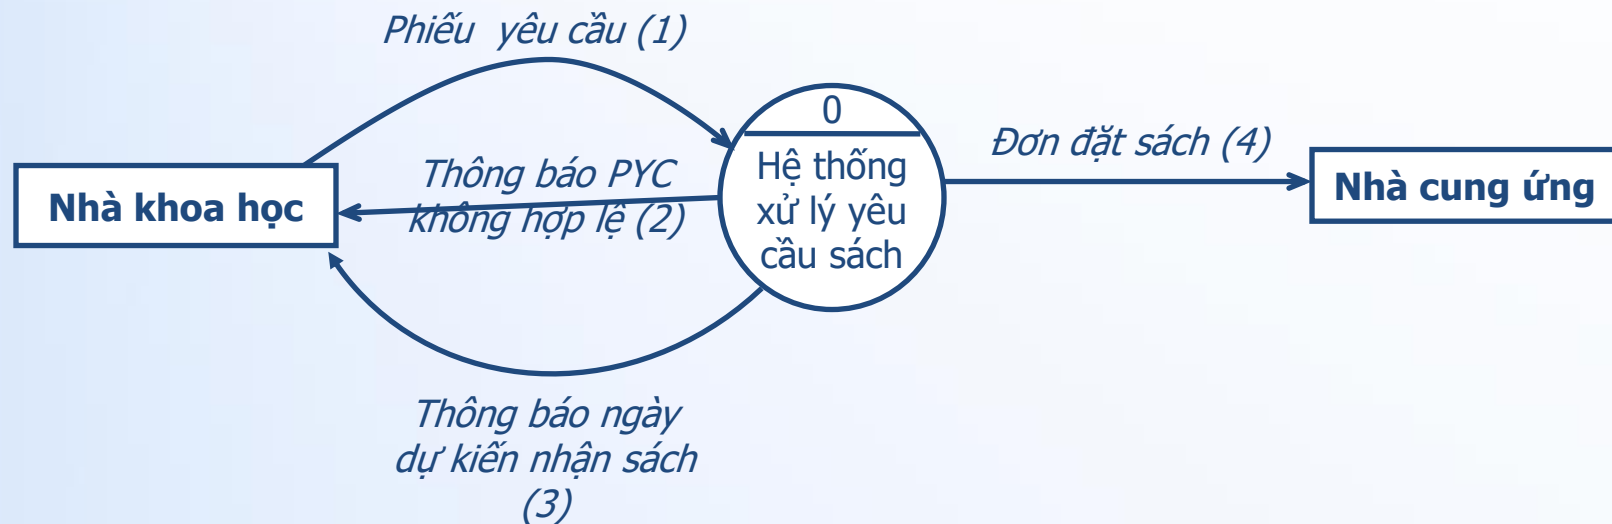 Phiếu yêu cầu (1)
0
Đơn đặt sách (4)
Thông báo PYC
không hợp lệ (2)
Nhà khoa học
Hệ thống
xử lý yêu
cầu sách
Nhà cung ứng
Thông báo ngày
dự kiến nhận sách
(3)